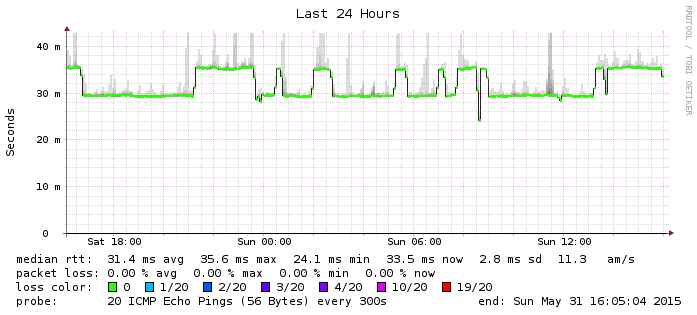 Last 24 Hours
RRDTOOL / TOBI OETIKER
Seconds
40 m
30 m
20 m
10 m
0
Sat 18:00 Sun 00:00 Sun 06:00 Sun 12:00
median rtt: 31.4 ms avg 35.6 ms max 24.1 ms min 33.5 ms now 2.8 ms sd 11.3 am/s
packet loss: 0.00 % avg 0.00 % max 0.00 % min 0.00 % now
loss color: 0 1/20 2/20 3/20 4/20 10/20 19/20
probe: 20 ICMP Echo Pings (56 Bytes) every 300s end: Sun May 31 16:05:04 2015